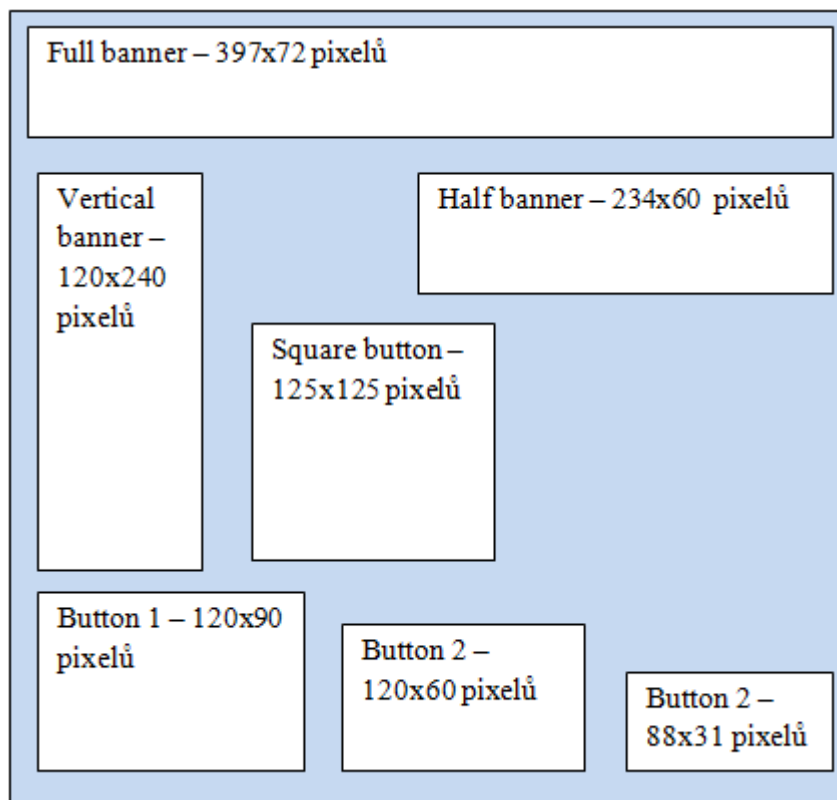 Full banner – 397x72 pixelů
Vertical
banner –
120x240
pixelů
Half banner – 234x60 pixelů
Square button –
125x125 pixelů
Button 1 – 120x90
pixelů
Button 2 –
120x60 pixelů
Button 2 –
88x31 pixelů